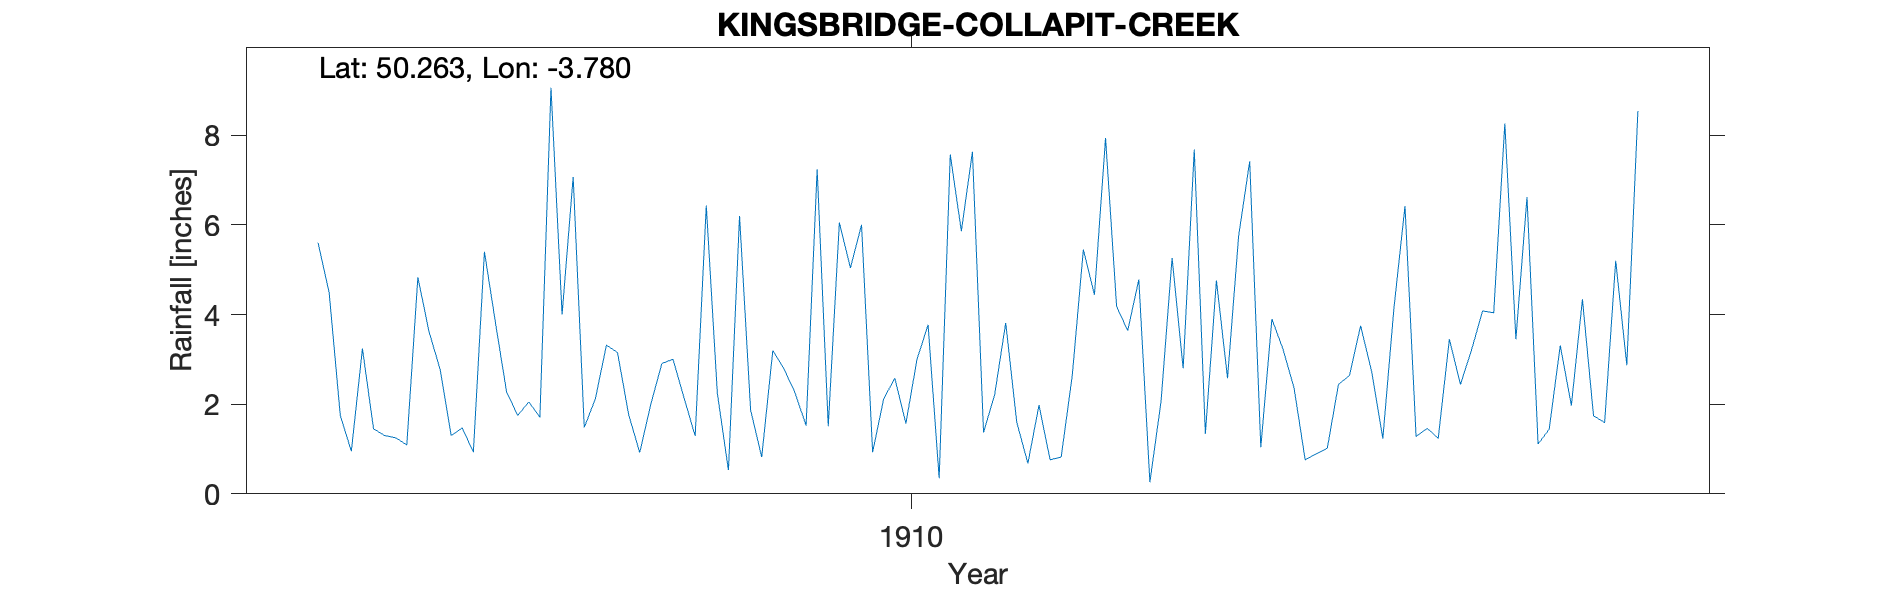 KINGSBRIDGE-COLLAPIT-CREEK
Lat: 50.263, Lon: -3.780
8
6
4
2
0
Rainfall [inches]
1910
Year